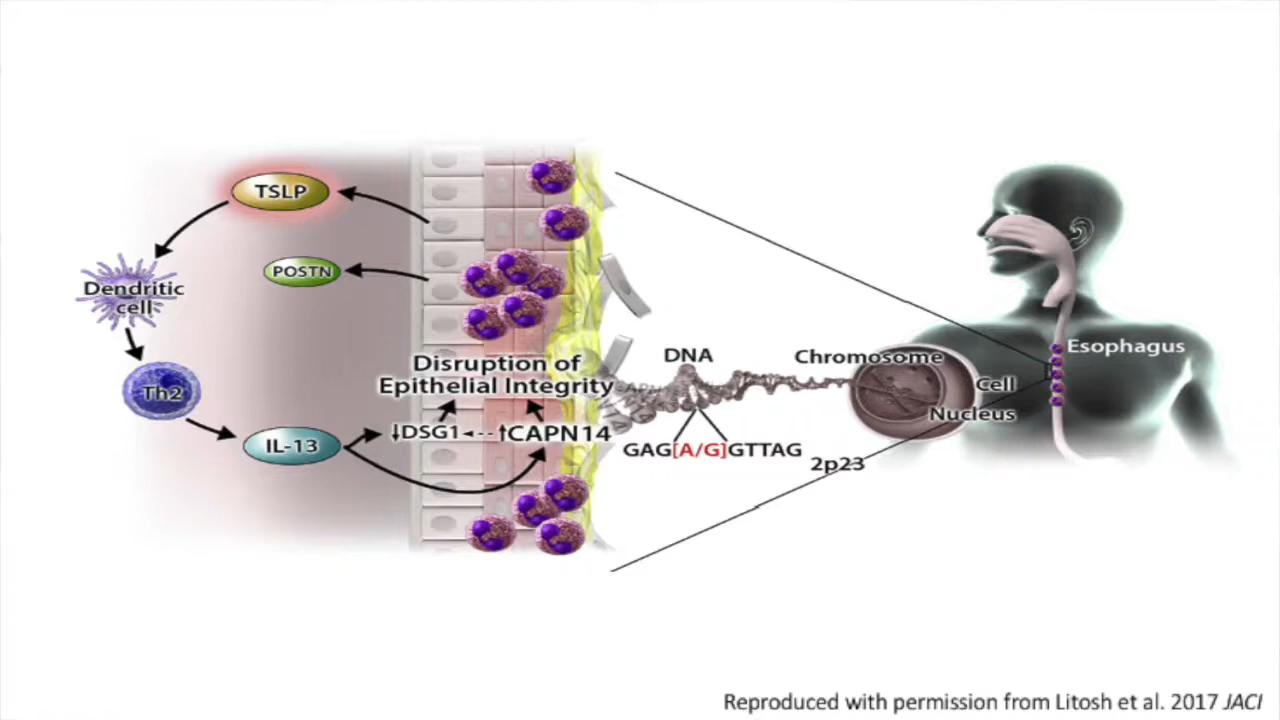 TSLP
POSTN
Dendritic
cell
Th2
IL-13
Disruption of
Epithelial Integrity
↓DSG1 ↑CAPN14
DNA
GAG[A/G]GTTAG
2p23
Chromosome
Cell
Nucleus
Esophagus
Reproduced with permission from Litosh et al. 2017 JACI